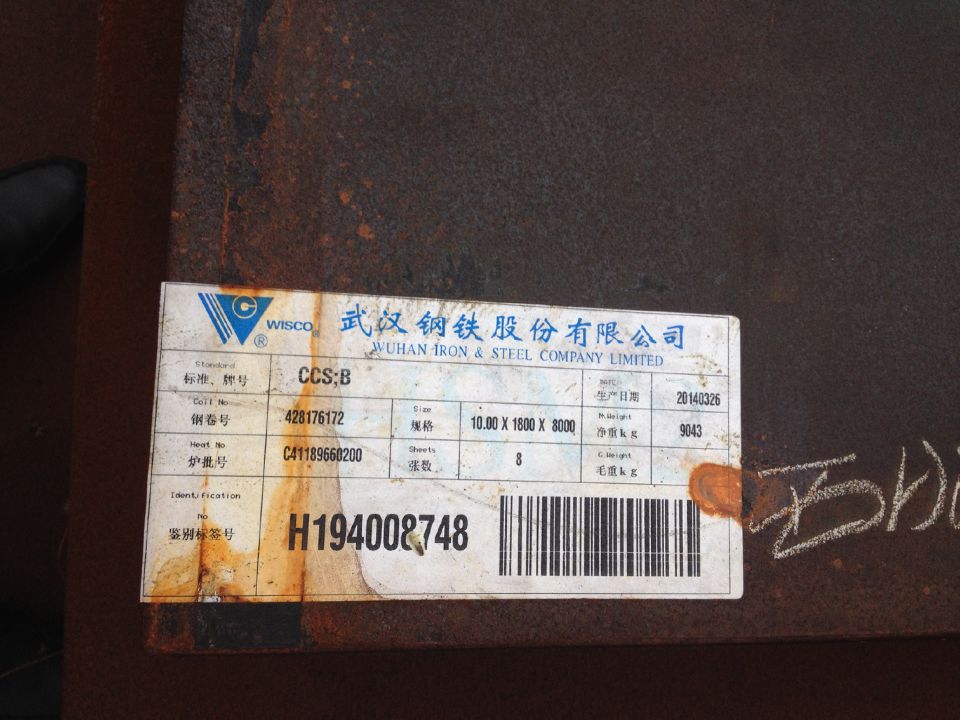 WISCO® 武汉钢铁股份有限公司
®
WUHAN IRON & STEEL COMPANY LIMITED
Standard
标准、牌号 CCS;B
DATE
生产日期 20140326
Coil No
钢卷号 428176172
Size
规格 10.00 X 1800 X 8000
N.Weight
净重kg 9043
Heat No
炉批号 C41189660200
Sheets
张数 8
G.Weight
毛重kg
Identification
No
鉴别标签号 H194008748